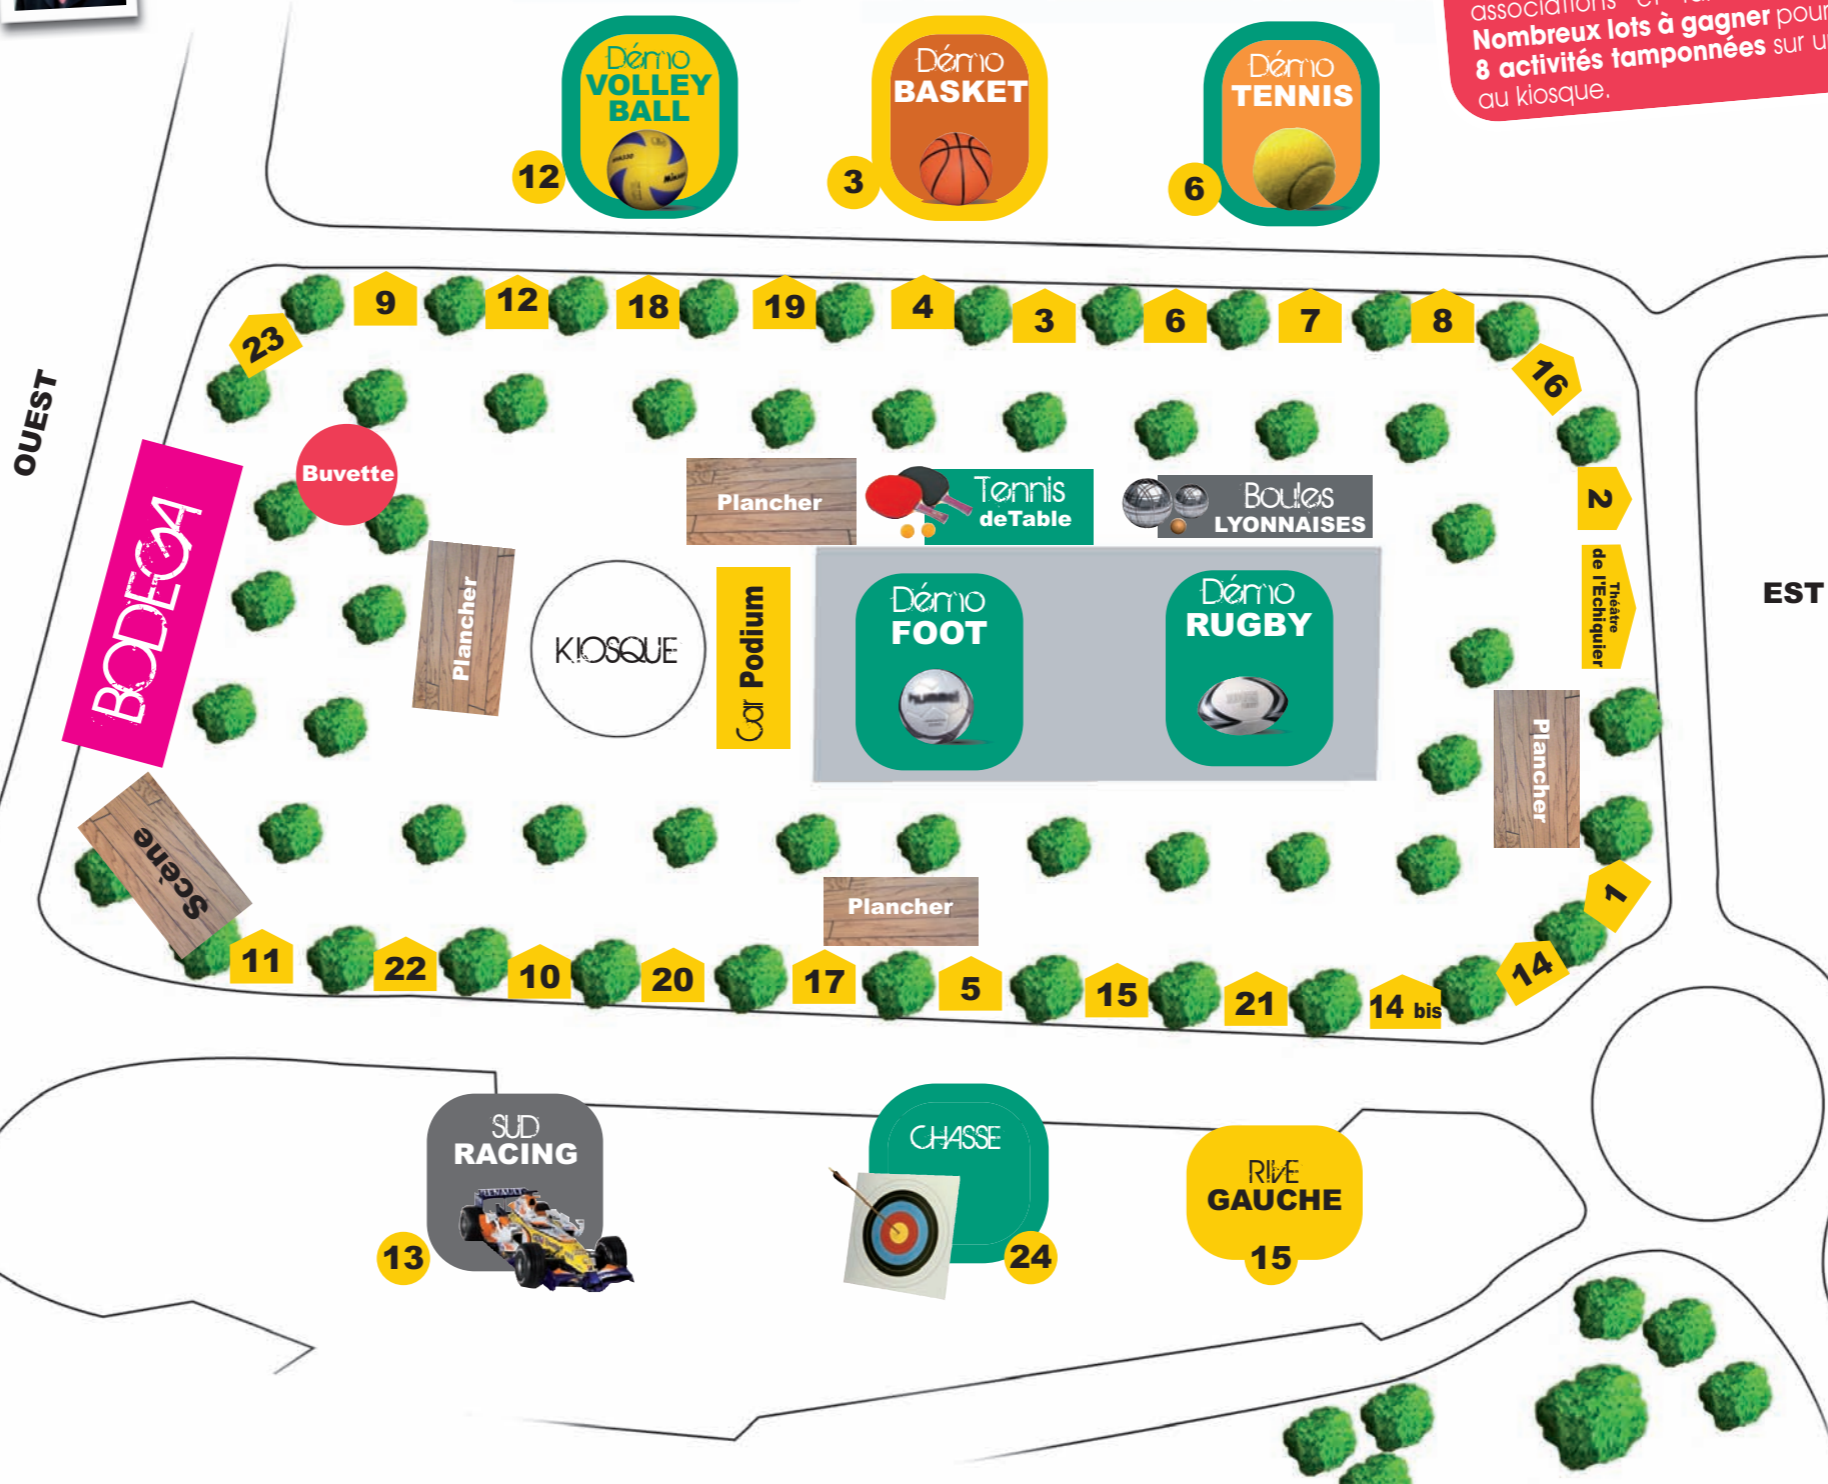 associations et
Nombreux lots à gagner pour
8 activités tamponnées sur
au kiosque.
Démo
VOLLEY
BALL
12
Démo
BASKET
3
Démo
TENNIS
6
OUEST
EST
23
9
12
18
19
4
3
6
7
8
16
2
Théâtre
de l'Echiquier
Buvette
BODEGA
Plancher
KIOSQUE
Plancher
Car Podium
Tennis
deTable
Boules
LYONNAISES
Démo
FOOT
Démo
RUGBY
Plancher
Scène
Plancher
11
22
10
20
17
5
15
21
14 bis
14
1
SUD
RACING
13
CHASSE
24
RIVE
GAUCHE
15